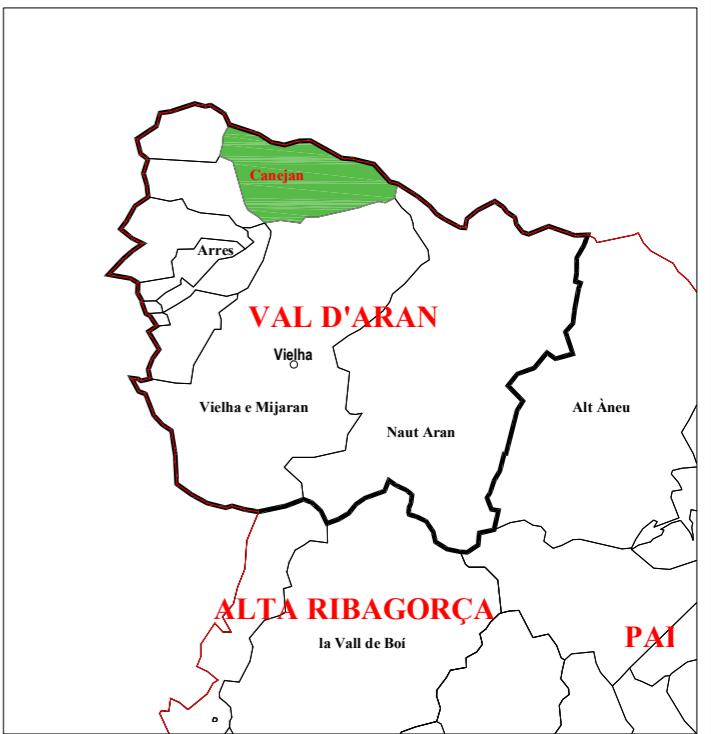 Canejan
Arres
VAL D'ARAN
Vielha
Vielha e Mijaran
Alt Àneu
Naut Aran
ALTA RIBAGORÇA
PAI
la Vall de Boí